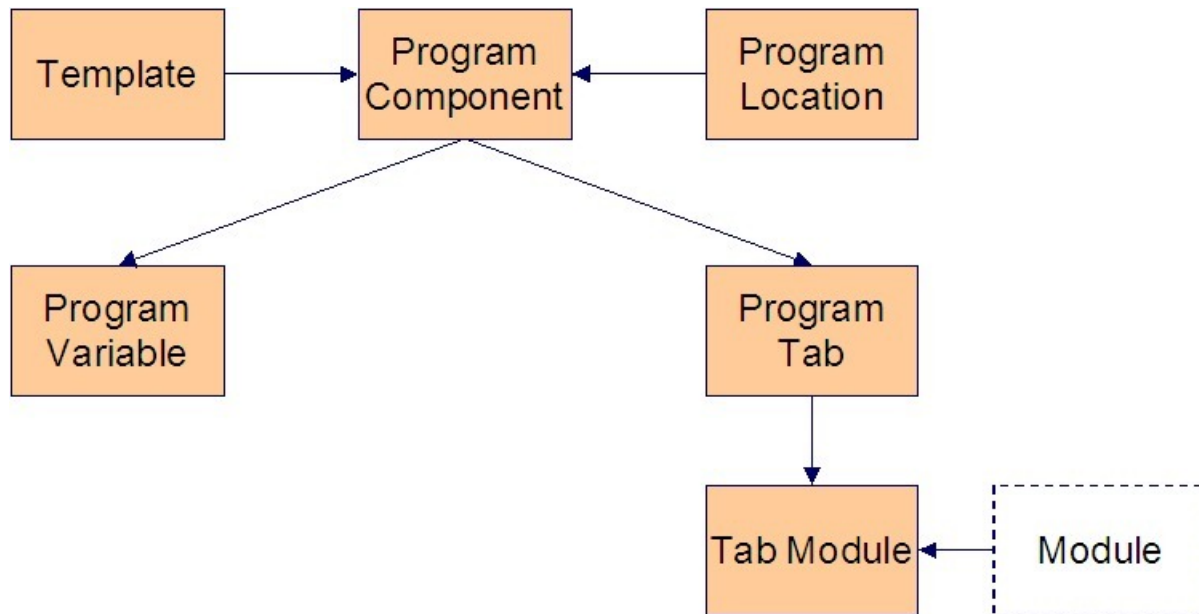 Template
Program
Component
Program
Location
Program
Variable
Program
Tab
Tab Module
Module